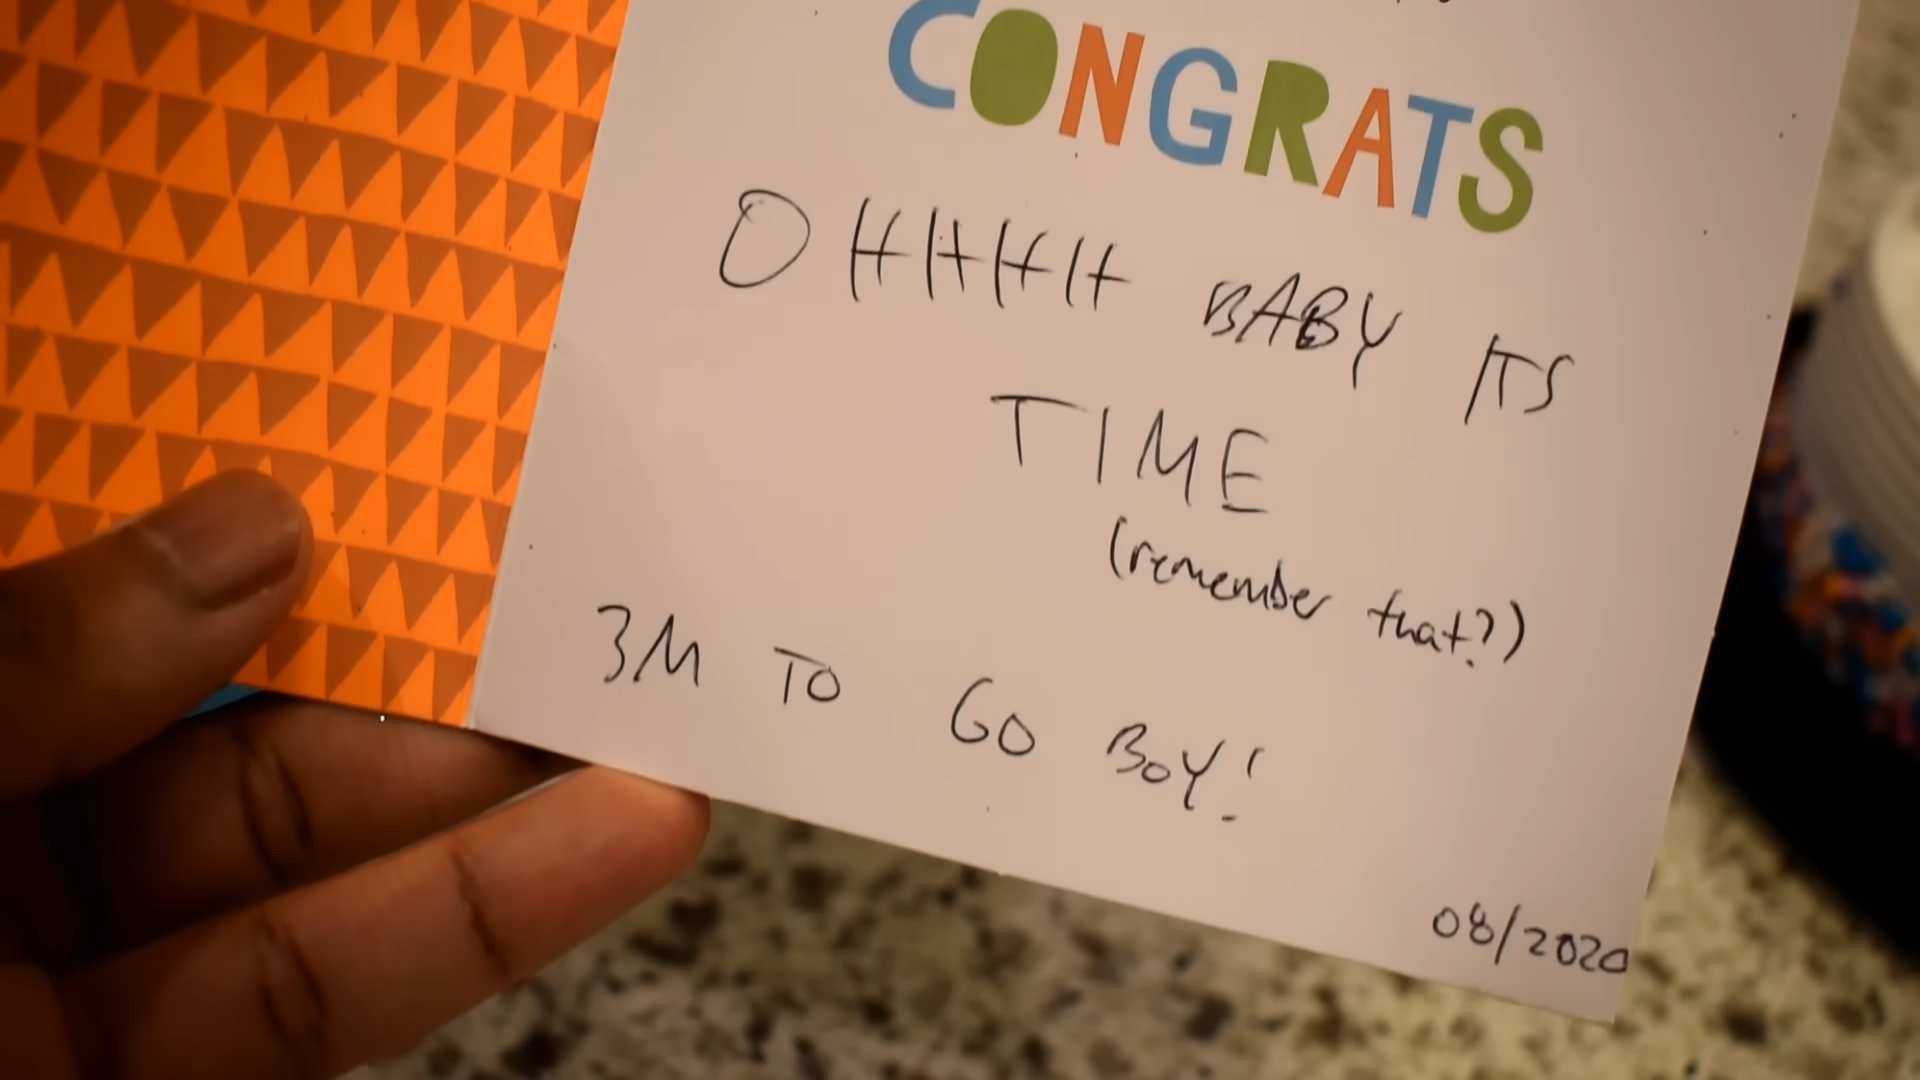 CONGRATS
OHHHH BABY ITS
TIME
(remember that?)
3M TO GO BOY!
08/2020